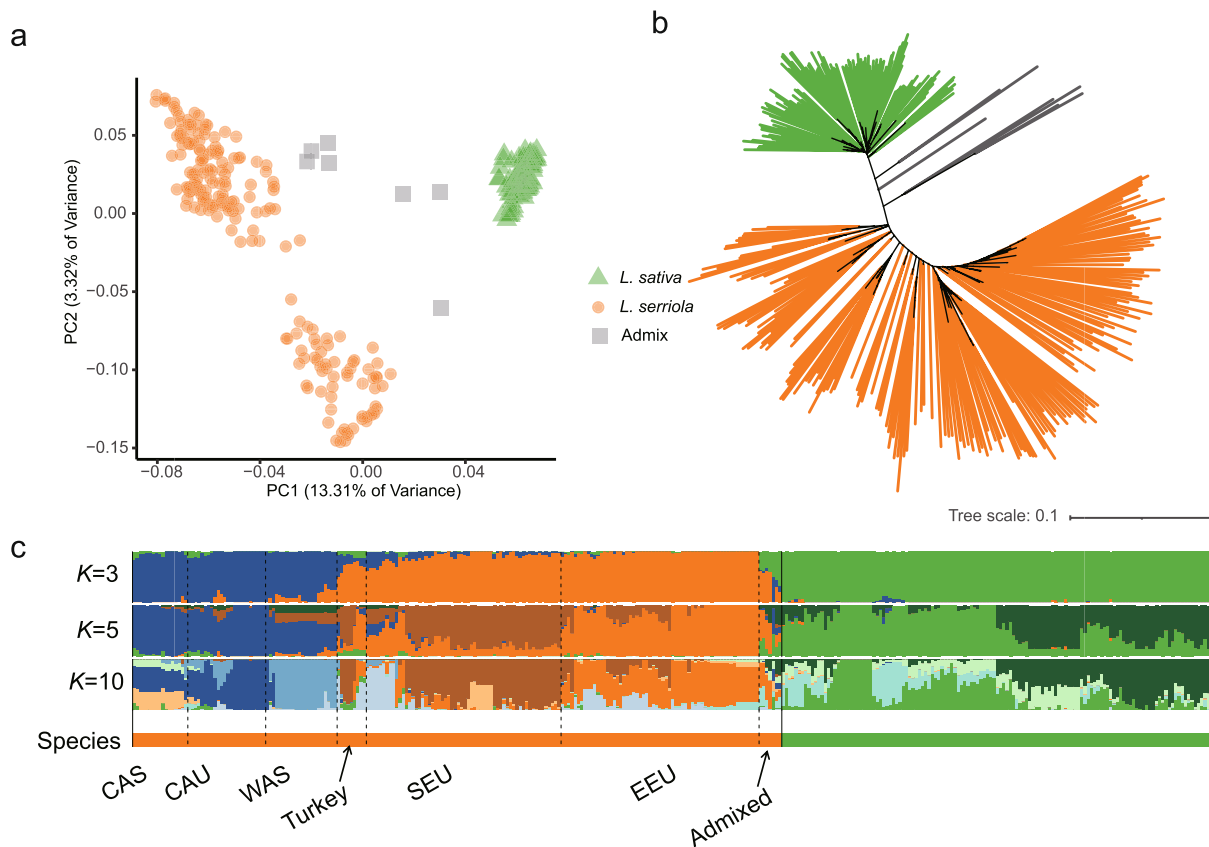 a
b
0.05
0.00
−0.05
−0.10
−0.15
PC2 (3.32% of Variance)
−0.08
−0.04
0.00
0.04
PC1 (13.31% of Variance)
L. sativa
L. serriola
Admix
Tree scale: 0.1
c
K=3
K=5
K=10
Species
CAS
CAU
WAS
Turkey
SEU
EEU
Admixed